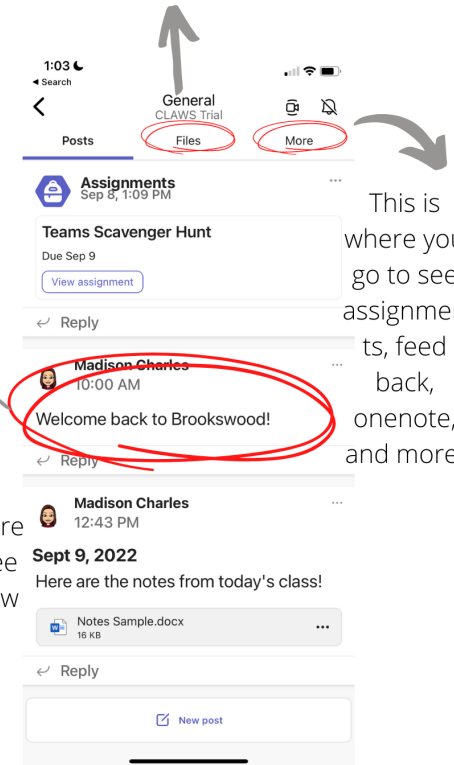 1:03
Search
General
CLAWS Trial
Posts Files More
Assignments
Sep 8, 1:09 PM
Teams Scavenger Hunt
Due Sep 9
View assignment
Reply
Madison Charles
10:00 AM
Welcome back to Brookswood!
Reply
Madison Charles
12:43 PM
Sept 9, 2022
Here are the notes from today's class!
W
Notes Sample.docx
16 KB
Reply
New post
This is
where you
go to see
assignmen
ts, feed
back,
onenote,
and more